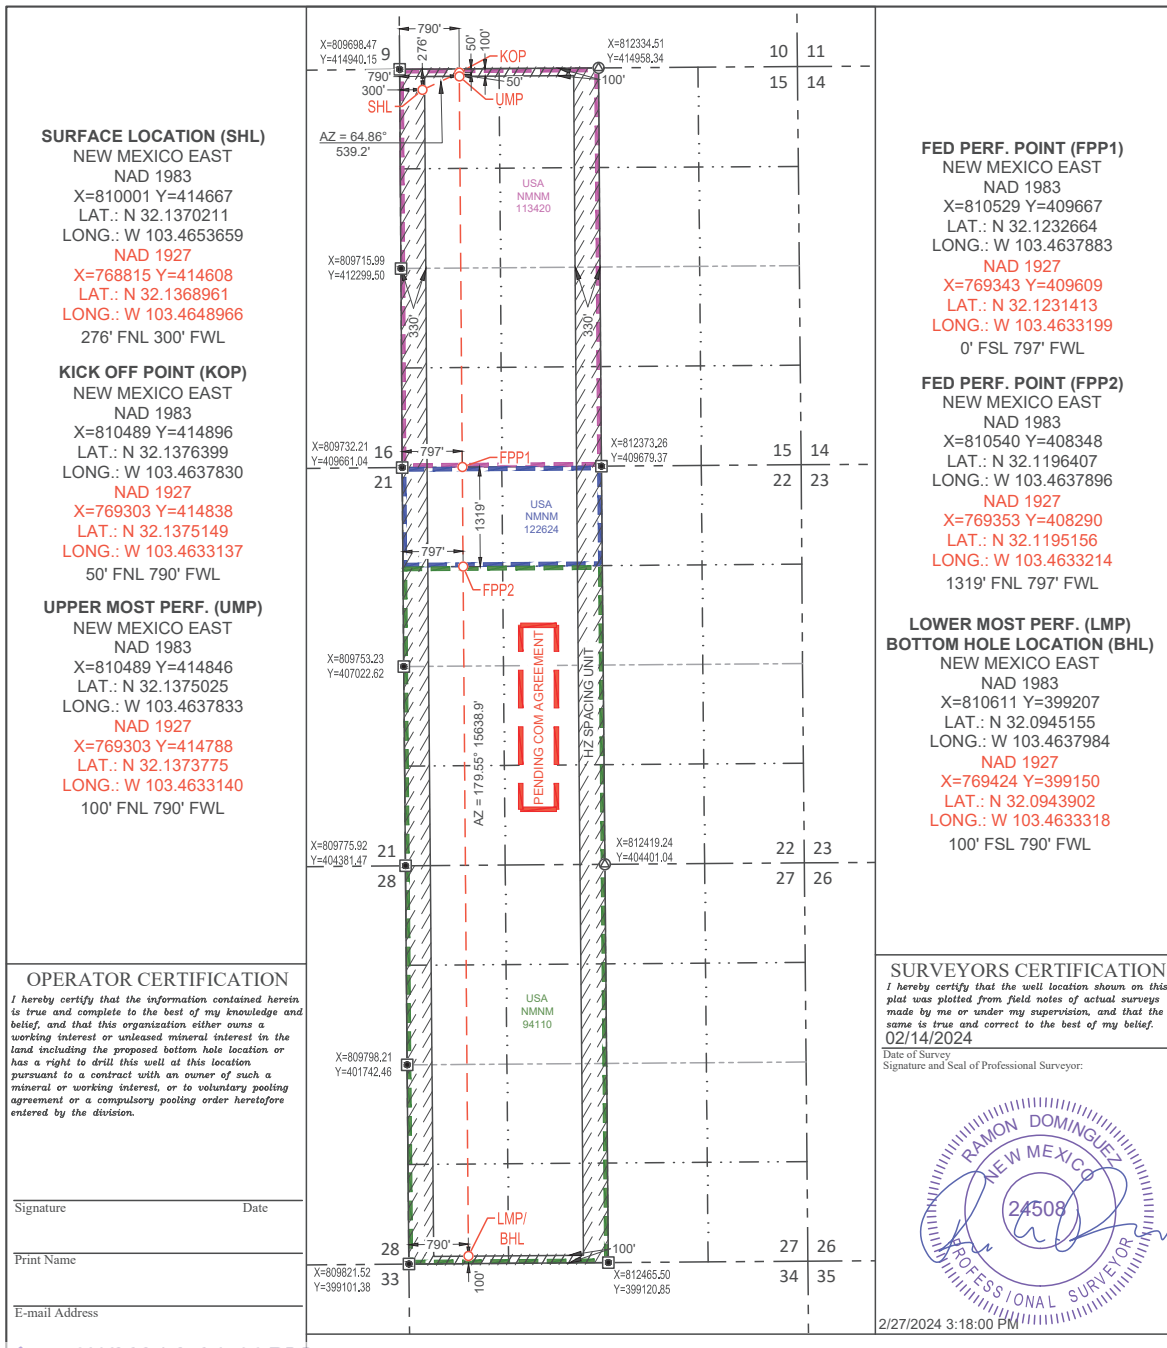 SURFACE LOCATION (SHL)
NEW MEXICO EAST
NAD 1983
X=810001 Y=414667
LAT.: N 32.1370211
LONG.: W 103.4653659
NAD 1927
X=768815 Y=414608
LAT.: N 32.1368961
LONG.: W 103.4648966
276' FNL 300' FWL
KICK OFF POINT (KOP)
NEW MEXICO EAST
NAD 1983
X=810489 Y=414896
LAT.: N 32.1376399
LONG.: W 103.4637830
NAD 1927
X=769303 Y=414838
LAT.: N 32.1375149
LONG.: W 103.4633137
50' FNL 790' FWL
UPPER MOST PERF. (UMP)
NEW MEXICO EAST
NAD 1983
X=810489 Y=414846
LAT.: N 32.1375025
LONG.: W 103.4637833
NAD 1927
X=769303 Y=414788
LAT.: N 32.1373775
LONG.: W 103.4633140
100' FNL 790' FWL
OPERATOR CERTIFICATION
I hereby certify that the information contained herein
is true and complete to the best of my knowledge and
belief, and that this organization either owns a
working interest or unleased mineral interest in the
land including the proposed bottom hole location or
has a right to drill this well at this location
pursuant to a contract with an owner of such a
mineral or working interest, or to voluntary pooling
agreement or a compulsory pooling order heretofore
entered by the division.
Signature Date
Print Name
E-mail Address
790'
X=809698.47
Y=414940.15
9
276'
50'
100'
KOP
X=812334.51
Y=414958.34
10 11
15 14
790'
300'
SHL
50'
UMP
100'
AZ = 64.86°
539.2'
USA
NMNM
113420
X=809715.99
Y=412299.50
330'
330'
X=809732.21
Y=409661.04
16
21
797'
FPP1
X=812373.26
Y=409679.37
15 14
22 23
1319'
USA
NMNM
122624
797'
FPP2
X=809753.23
Y=407022.62
PENDING COM AGREEMENT
HZ SPACING UNIT
AZ = 179.55° 15638.9'
X=809775.92
Y=404381.47
21
28
X=812419.24
Y=404401.04
22 23
27 26
USA
NMNM
94110
X=809798.21
Y=401742.46
LMP/
BHL
790'
100'
100'
28
33
X=809821.52
Y=399101.38
X=812465.50
Y=399120.85
27 26
34 35
FED PERF. POINT (FPP1)
NEW MEXICO EAST
NAD 1983
X=810529 Y=409667
LAT.: N 32.1232664
LONG.: W 103.4637883
NAD 1927
X=769343 Y=409609
LAT.: N 32.1231413
LONG.: W 103.4633199
0' FSL 797' FWL
FED PERF. POINT (FPP2)
NEW MEXICO EAST
NAD 1983
X=810540 Y=408348
LAT.: N 32.1196407
LONG.: W 103.4637896
NAD 1927
X=769353 Y=408290
LAT.: N 32.1195156
LONG.: W 103.4633214
1319' FNL 797' FWL
LOWER MOST PERF. (LMP)
BOTTOM HOLE LOCATION (BHL)
NEW MEXICO EAST
NAD 1983
X=810611 Y=399207
LAT.: N 32.0945155
LONG.: W 103.4637984
NAD 1927
X=769424 Y=399150
LAT.: N 32.0943902
LONG.: W 103.4633318
100' FSL 790' FWL
SURVEYORS CERTIFICATION
I hereby certify that the well location shown on this
plat was plotted from field notes of actual surveys
made by me or under my supervision, and that the
same is true and correct to the best of my belief.
02/14/2024
Date of Survey
Signature and Seal of Professional Surveyor:
RAMON DOMINGUEZ
NEW MEXICO
24508
PROFESSIONAL SURVEYOR
2/27/2024 3:18:00 PM